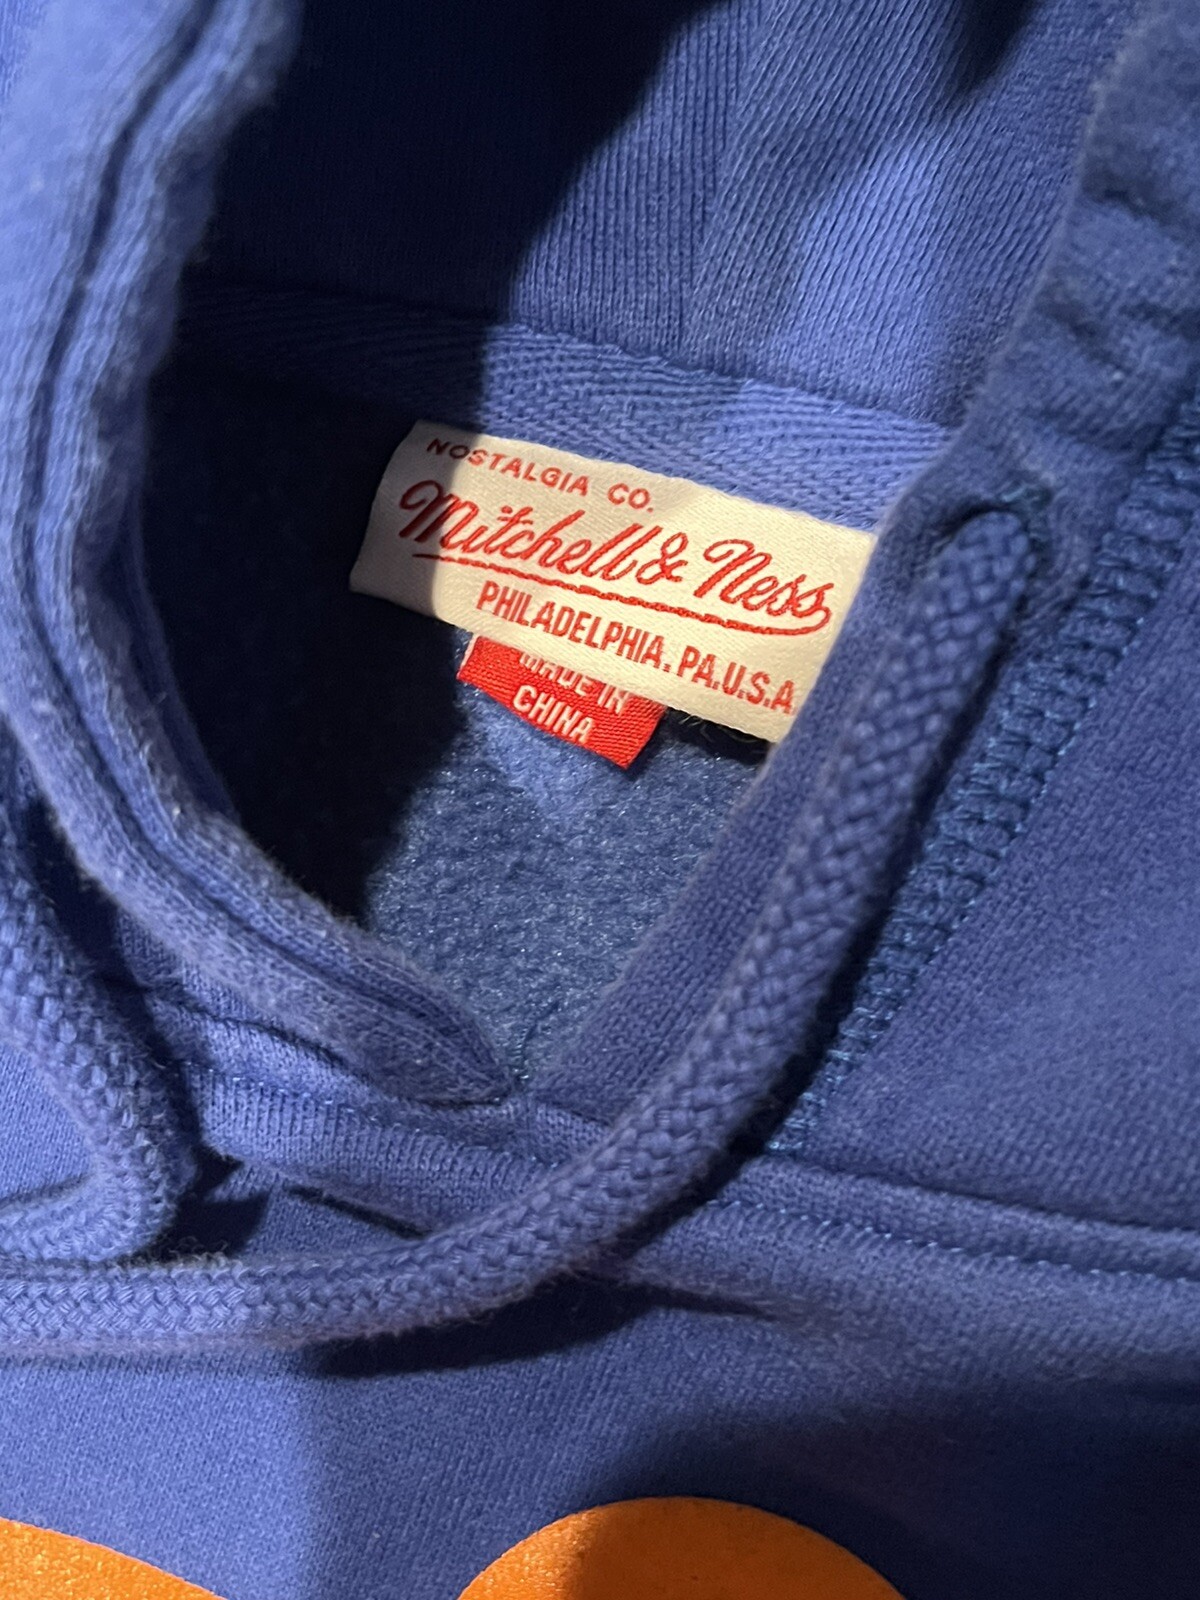 NOSTALGIA CO.
Mitchell & Ness
PHILADELPHIA, PA.U.S.A.
MADE IN
CHINA